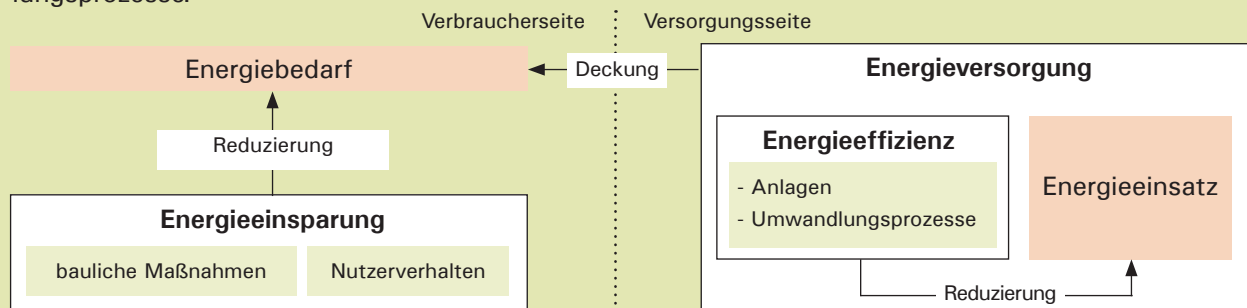 Verbraucherseite
Versorgungsseite
Energiebedarf
Deckung
Energieversorgung
Reduzierung
Energieeffizienz
- Anlagen
- Umwandlungsprozesse
Energieeinsatz
Energieeinsparung
bauliche Maßnahmen
Nutzerverhalten
Reduzierung